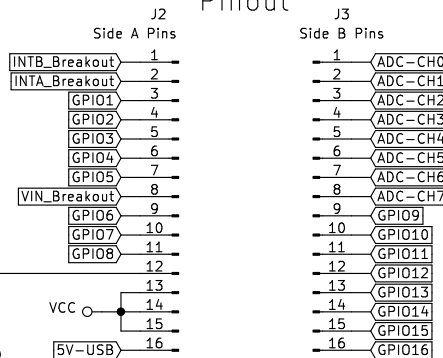 Pinout
J2 J3
Side A Pins Side B Pins
INTB_Breakout 1 1 ADC-CH0
INTA_Breakout 2 2 ADC-CH1
GPIO1 3 3 ADC-CH2
GPIO2 4 4 ADC-CH3
GPIO3 5 5 ADC-CH4
GPIO4 6 6 ADC-CH5
GPIO5 7 7 ADC-CH6
VIN_Breakout 8 8 ADC-CH7
GPIO6 9 9 GPIO9
GPIO7 10 10 GPIO10
GPIO8 11 11 GPIO11
12 12 GPIO12
13 13 GPIO13
VCC 14 14 GPIO14
15 15 GPIO15
5V-USB 16 16 GPIO16